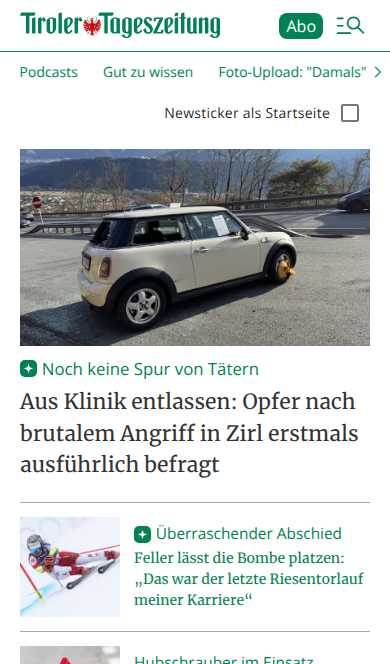 Tiroler Tageszeitung
Abo
Podcasts Gut zu wissen Foto-Upload: "Damals"
Newsticker als Startseite
Noch keine Spur von Tätern
Aus Klinik entlassen: Opfer nach
brutalem Angriff in Zirl erstmals
ausführlich befragt
Überraschender Abschied
Feller lässt die Bombe platzen:
„Das war der letzte Riesentorlauf
meiner Karriere“
Hubschrauber im Einsatz